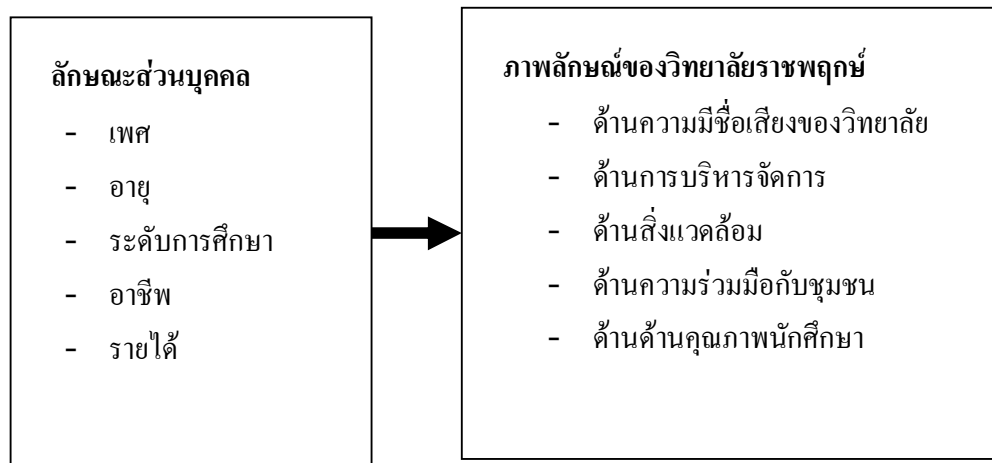 ลักษณะส่วนบุคคล
- เพศ
- อายุ
- ระดับการศึกษา
- อาชีพ
- รายได้
ภาพลักษณ์ของวิทยาลัยราชพฤกษ์
- ด้านความมีชื่อเสียงของวิทยาลัย
- ด้านการบริหารจัดการ
- ด้านสิ่งแวดล้อม
- ด้านความร่วมมือกับชุมชน
- ด้านด้านคุณภาพนักศึกษา